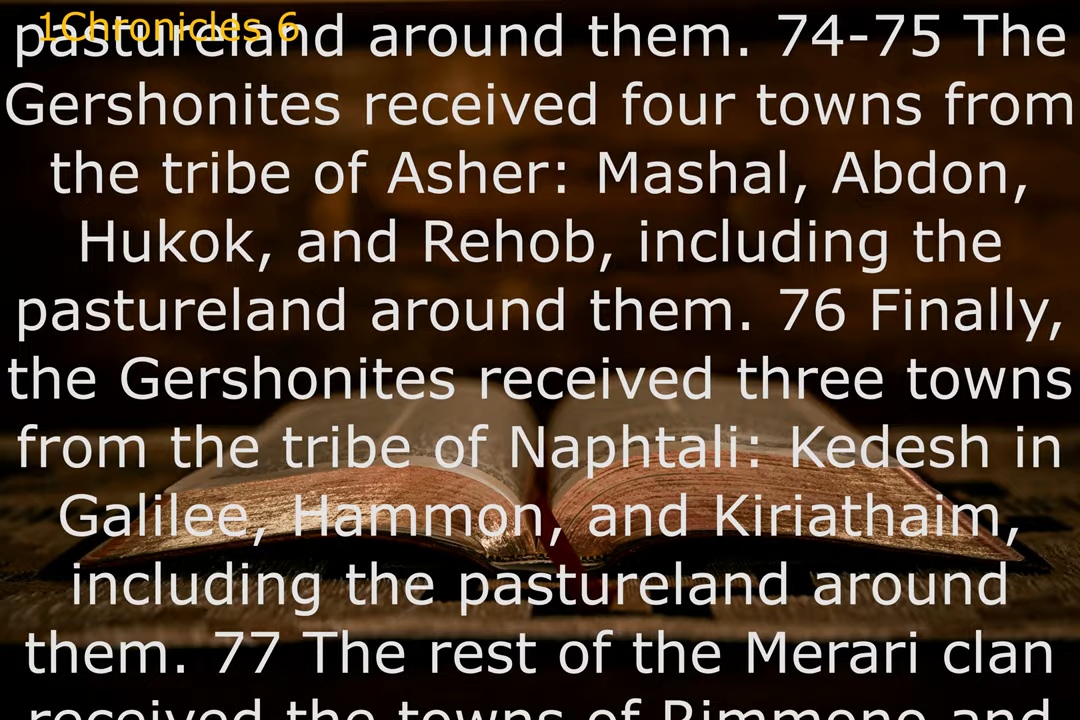 1Chronicles 6
pastureland around them. 74-75 The
Gershonites received four towns from
the tribe of Asher: Mashal, Abdon,
Hukok, and Rehob, including the
pastureland around them. 76 Finally,
the Gershonites received three towns
from the tribe of Naphtali: Kedesh in
Galilee, Hammon, and Kiriathaim,
including the pastureland around
them. 77 The rest of the Merari clan
received the towns of Rimmono and